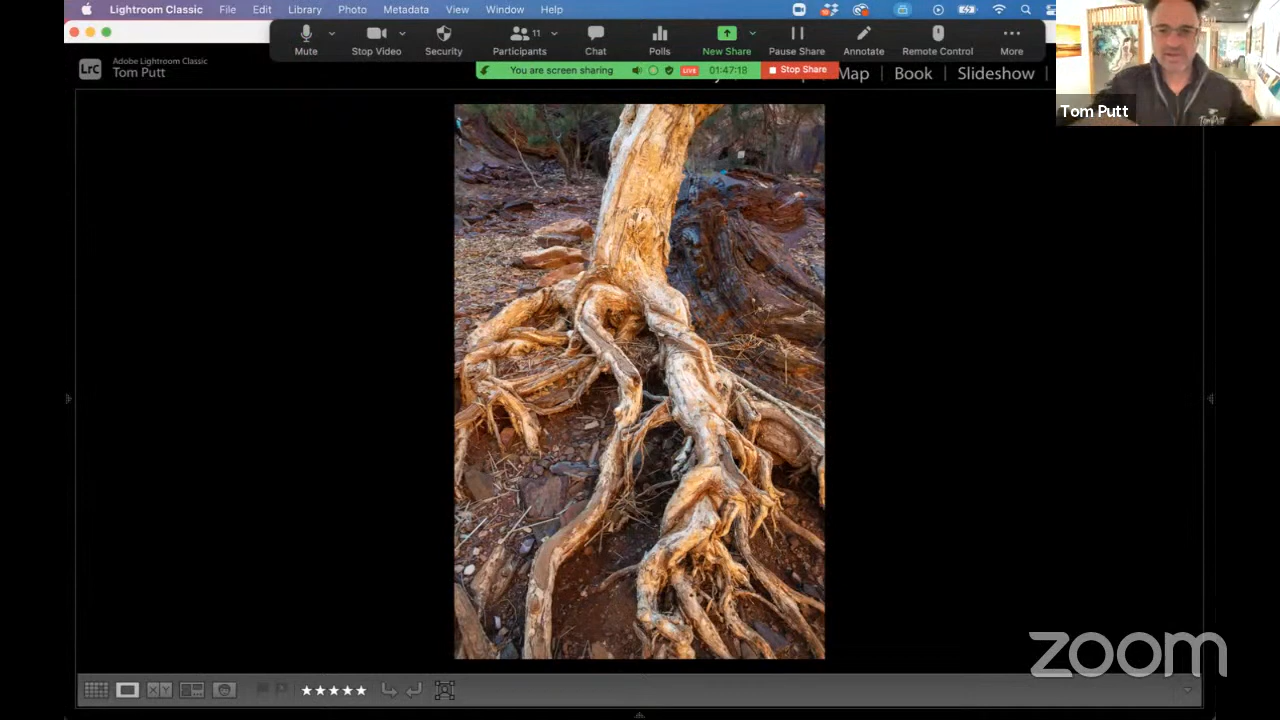 Lightroom Classic File Edit Library Photo Metadata View Window Help
Mute Stop Video Security Participants 11 Chat Polls New Share Pause Share Annotate Remote Control More
You are screen sharing LIVE 01:47:18 Stop Share
LrC Adobe Lightroom Classic
Tom Putt
Map | Book | Slideshow
Tom Putt
zoom
XY